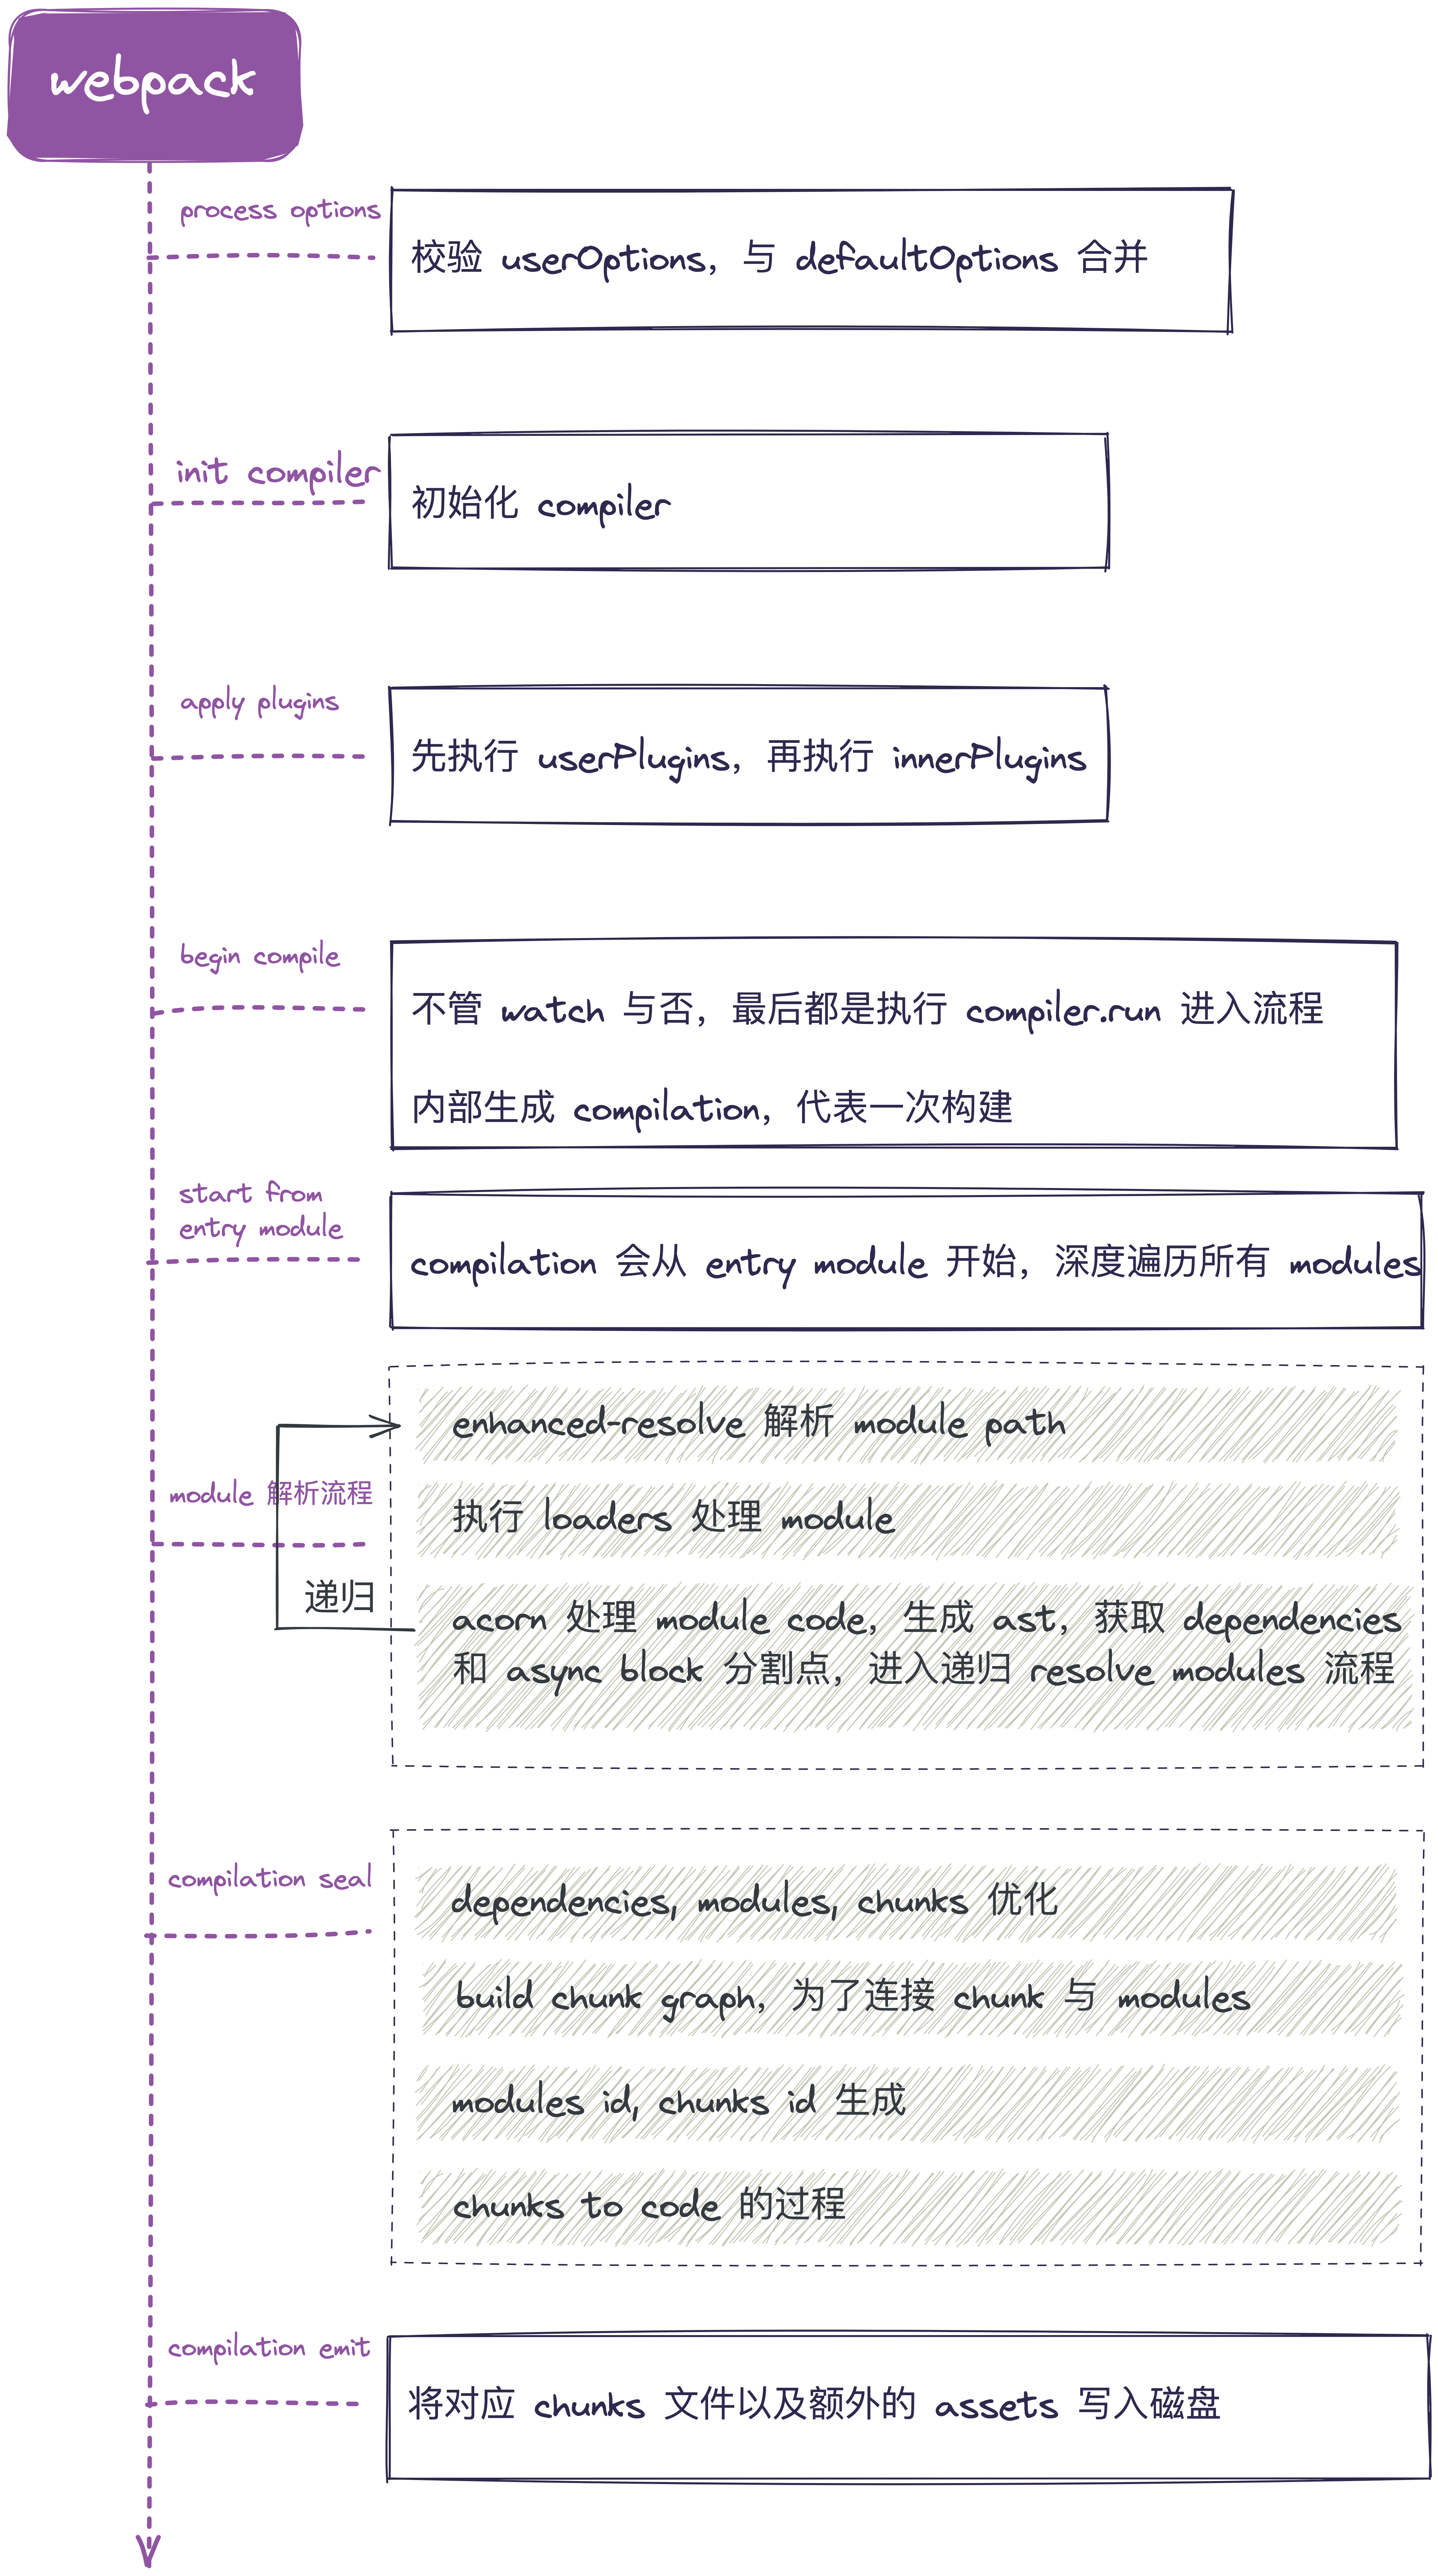 webpack
process options
校验 userOptions，与 defaultOptions 合并
init compiler
初始化 compiler
apply plugins
先执行 userPlugins，再执行 innerPlugins
begin compile
不管 watch 与否，最后都是执行 compiler.run 进入流程
内部生成 compilation，代表一次构建
start from
entry module
compilation 会从 entry module 开始，深度遍历所有 modules
enhanced-resolve 解析 module path
module 解析流程
执行 loaders 处理 module
递归
acorn 处理 module code，生成 ast，获取 dependencies
和 async block 分割点，进入递归 resolve modules 流程
compilation seal
dependencies, modules, chunks 优化
build chunk graph，为了连接 chunk 与 modules
modules id, chunks id 生成
chunks to code 的过程
compilation emit
将对应 chunks 文件以及额外的 assets 写入磁盘